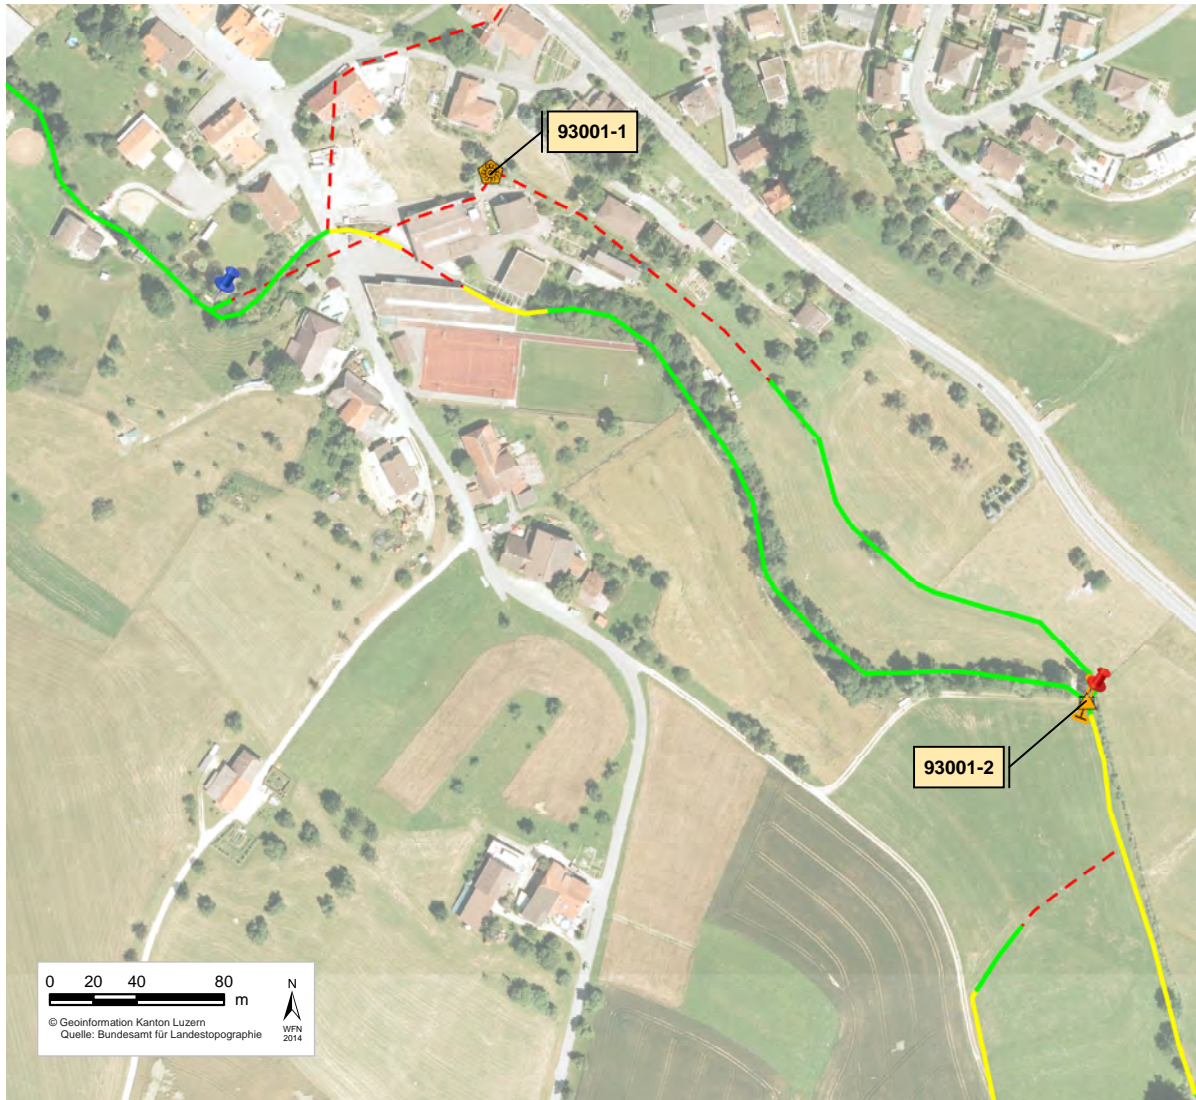 93001-1
93001-2
0 20 40 80 m
N
WFN
2014
© Geoinformation Kanton Luzern
Quelle: Bundesamt für Landestopographie